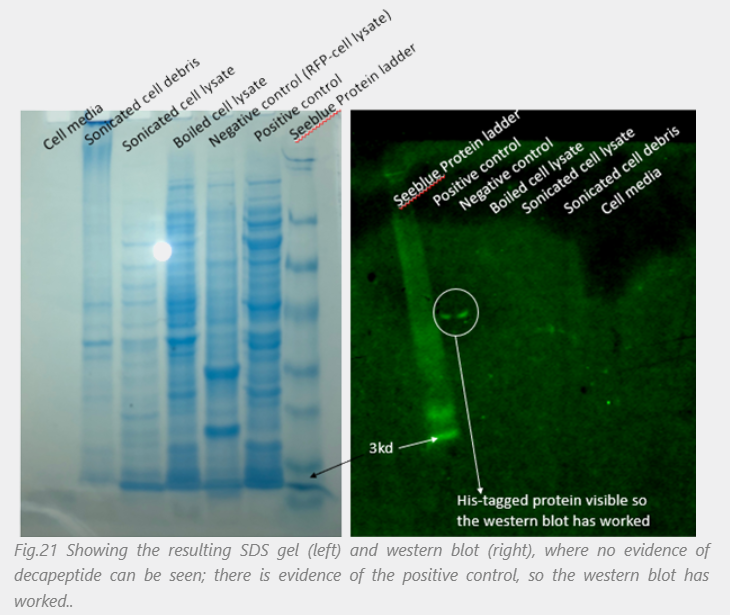 Cell media
Sonicated cell debris
Sonicated cell lysate
Boiled cell lysate
Negative control (RFP-cell lysate)
Positive control
Seeblue Protein ladder
Seeblue Protein ladder
Positive control
Negative control
Boiled cell lysate
Sonicated cell lysate
Sonicated cell debris
Cell media
3kd
His-tagged protein visible so
the western blot has worked
Fig.21 Showing the resulting SDS gel (left) and western blot (right), where no evidence of
decapeptide can be seen; there is evidence of the positive control, so the western blot has
worked..